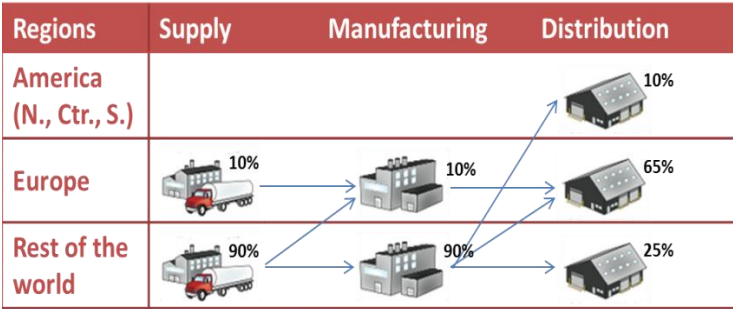 Regions Supply Manufacturing Distribution
America
(N., Ctr., S.)
10%
Europe
10% 10% 65%
Rest of the
world
90% 90% 25%